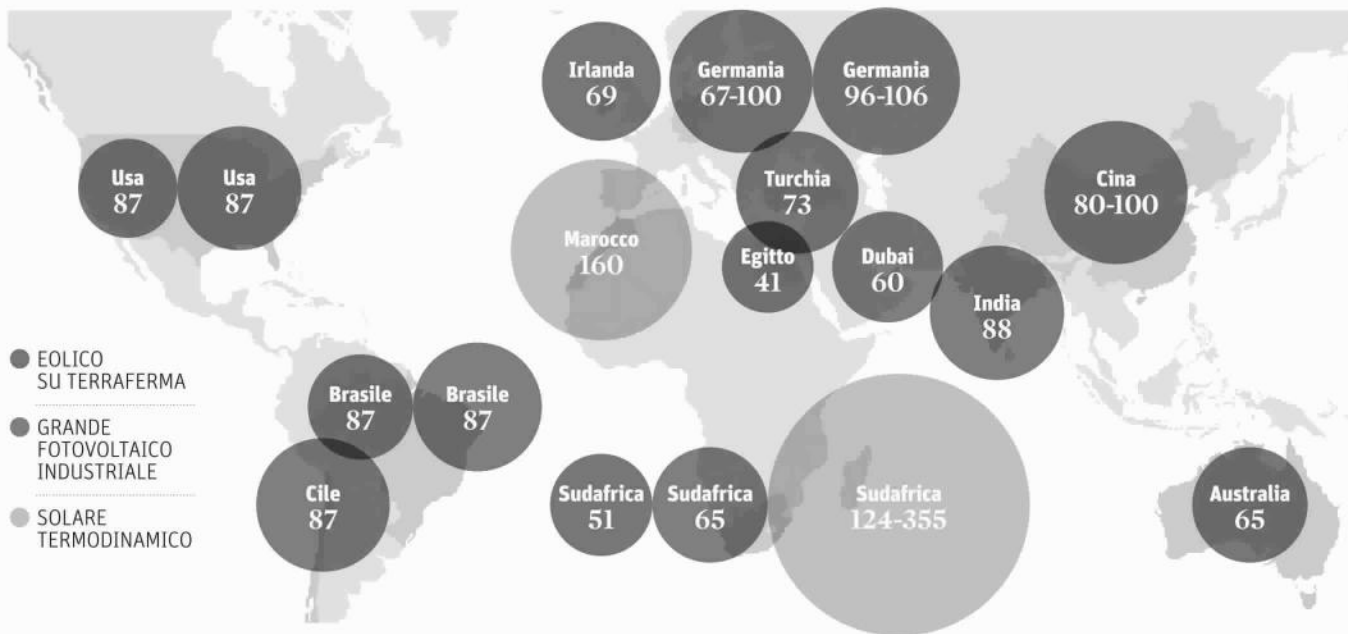 Irlanda
69
Germania
67-100
Germania
96-106
Usa
87
Usa
87
Turchia
73
Cina
80-100
Marocco
160
Egitto
41
Dubai
60
India
88
EOLICO
SU TERRAFERMA
GRANDE
FOTOVOLTAICO
INDUSTRIALE
SOLARE
TERMODINAMICO
Brasile
87
Brasile
87
Cile
87
Sudafrica
51
Sudafrica
65
Sudafrica
124-355
Australia
65